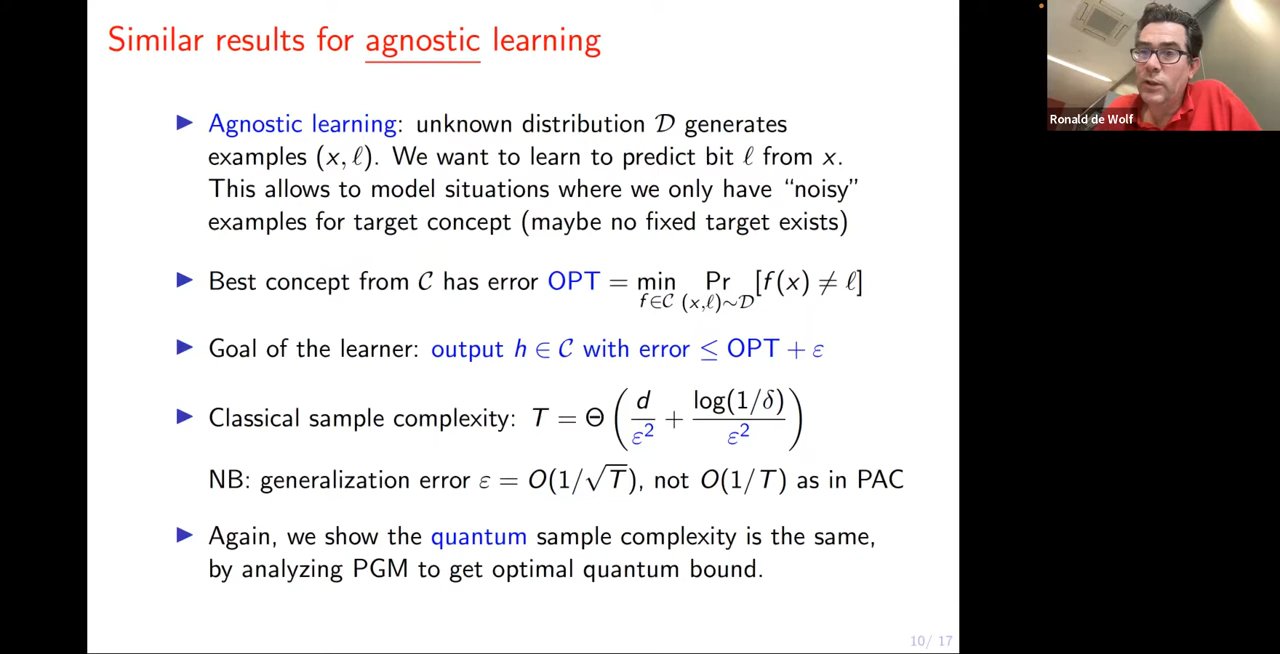 Similar results for agnostic learning
▶ Agnostic learning: unknown distribution 𝒟 generates
examples (x, ℓ). We want to learn to predict bit ℓ from x.
This allows to model situations where we only have “noisy”
examples for target concept (maybe no fixed target exists)
▶ Best concept from 𝒞 has error OPT = min_{f∈𝒞} Pr_{(x,ℓ)∼𝒟} [f(x) ≠ ℓ]
▶ Goal of the learner: output h ∈ 𝒞 with error ≤ OPT + ε
▶ Classical sample complexity: T = Θ(d/ε² + log(1/δ)/ε²)
NB: generalization error ε = O(1/√T), not O(1/T) as in PAC
▶ Again, we show the quantum sample complexity is the same,
by analyzing PGM to get optimal quantum bound.
10/ 17
Ronald de Wolf